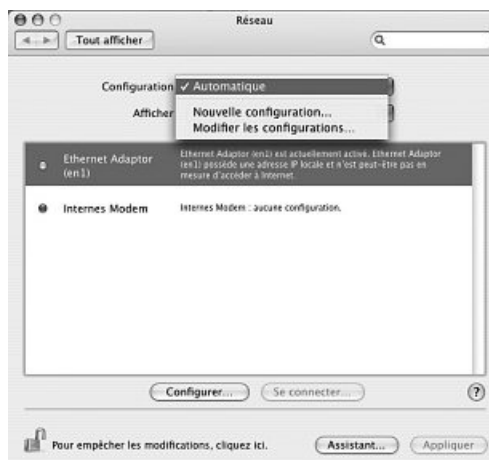 Réseau
Tout afficher
Configuration ✓ Automatique
Nouvelle configuration...
Afficher
Modifier les configurations...
Ethernet Adaptor
(en1)
Ethernet Adaptor (en1) est actuellement activé. Ethernet Adaptor
(en1) possède une adresse IP locale et n'est peut-être pas en
mesure d'accéder à Internet.
Internes Modem
Internes Modem : aucune configuration.
Configurer...
Se connecter...
?
Pour empêcher les modifications, cliquez ici.
Assistant...
Appliquer